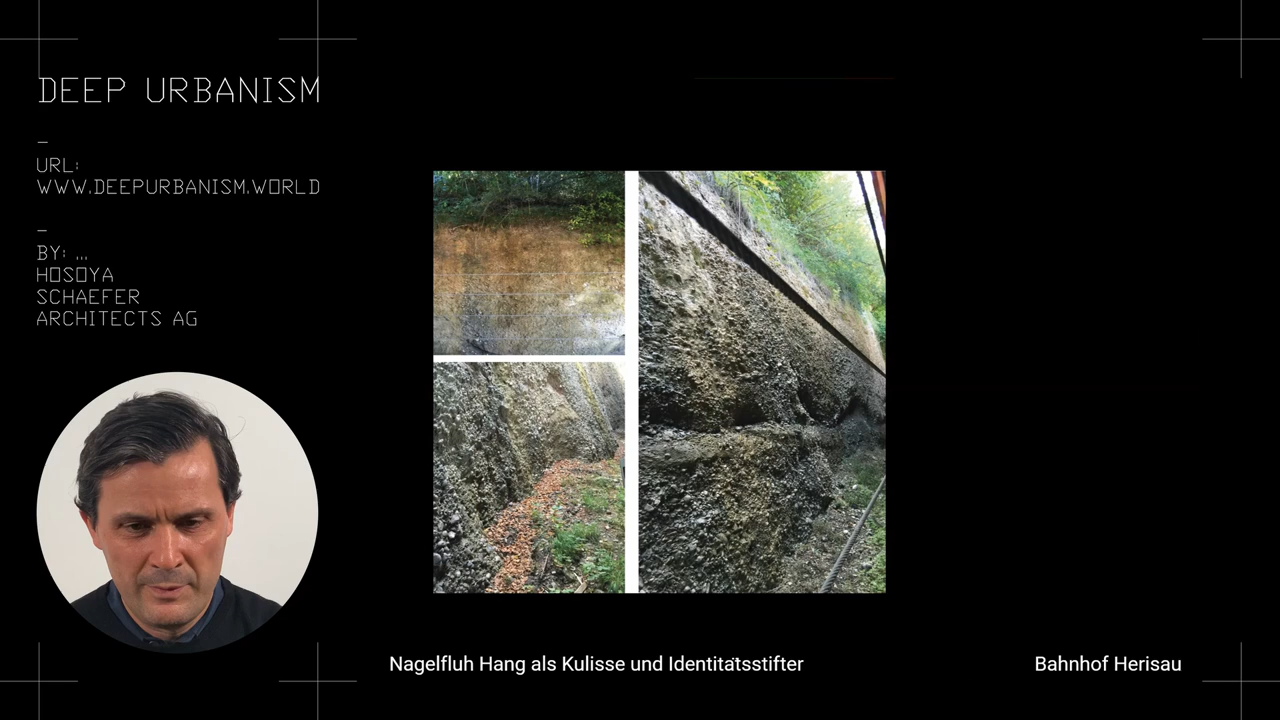 DEEP URBANISM
–
URL:
WWW.DEEPURBANISM.WORLD
–
BY: ...
HOSOYA
SCHAEFER
ARCHITECTS AG
Nagelfluh Hang als Kulisse und Identitätsstifter
Bahnhof Herisau